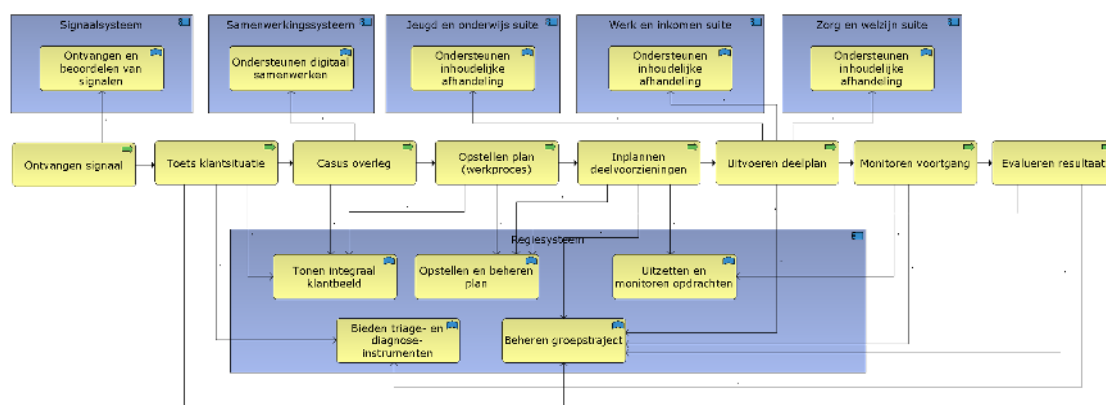 Signaalsysteem
Samenwerkingssysteem
Jeugd en onderwijs suite
Werk en inkomen suite
Zorg en welzijn suite
Ontvangen en
beoordelen van
signalen
Ondersteunen digitaal
samenwerken
Ondersteunen
inhoudelijke
afhandeling
Ondersteunen
inhoudelijke
afhandeling
Ondersteunen
inhoudelijke
afhandeling
Ontvangen signaal
Toets klantsituatie
Casus overleg
Opstellen plan
(werkproces)
Inplannen
deelvoorzieningen
Uitvoeren deelplan
Monitoren voortgang
Evalueren resultaat
Regiesysteem
Tonen integraal
klantbeeld
Opstellen en beheren
plan
Uitzetten en
monitoren opdrachten
Bieden triage- en
diagnose-
instrumenten
Beheren groepstraject